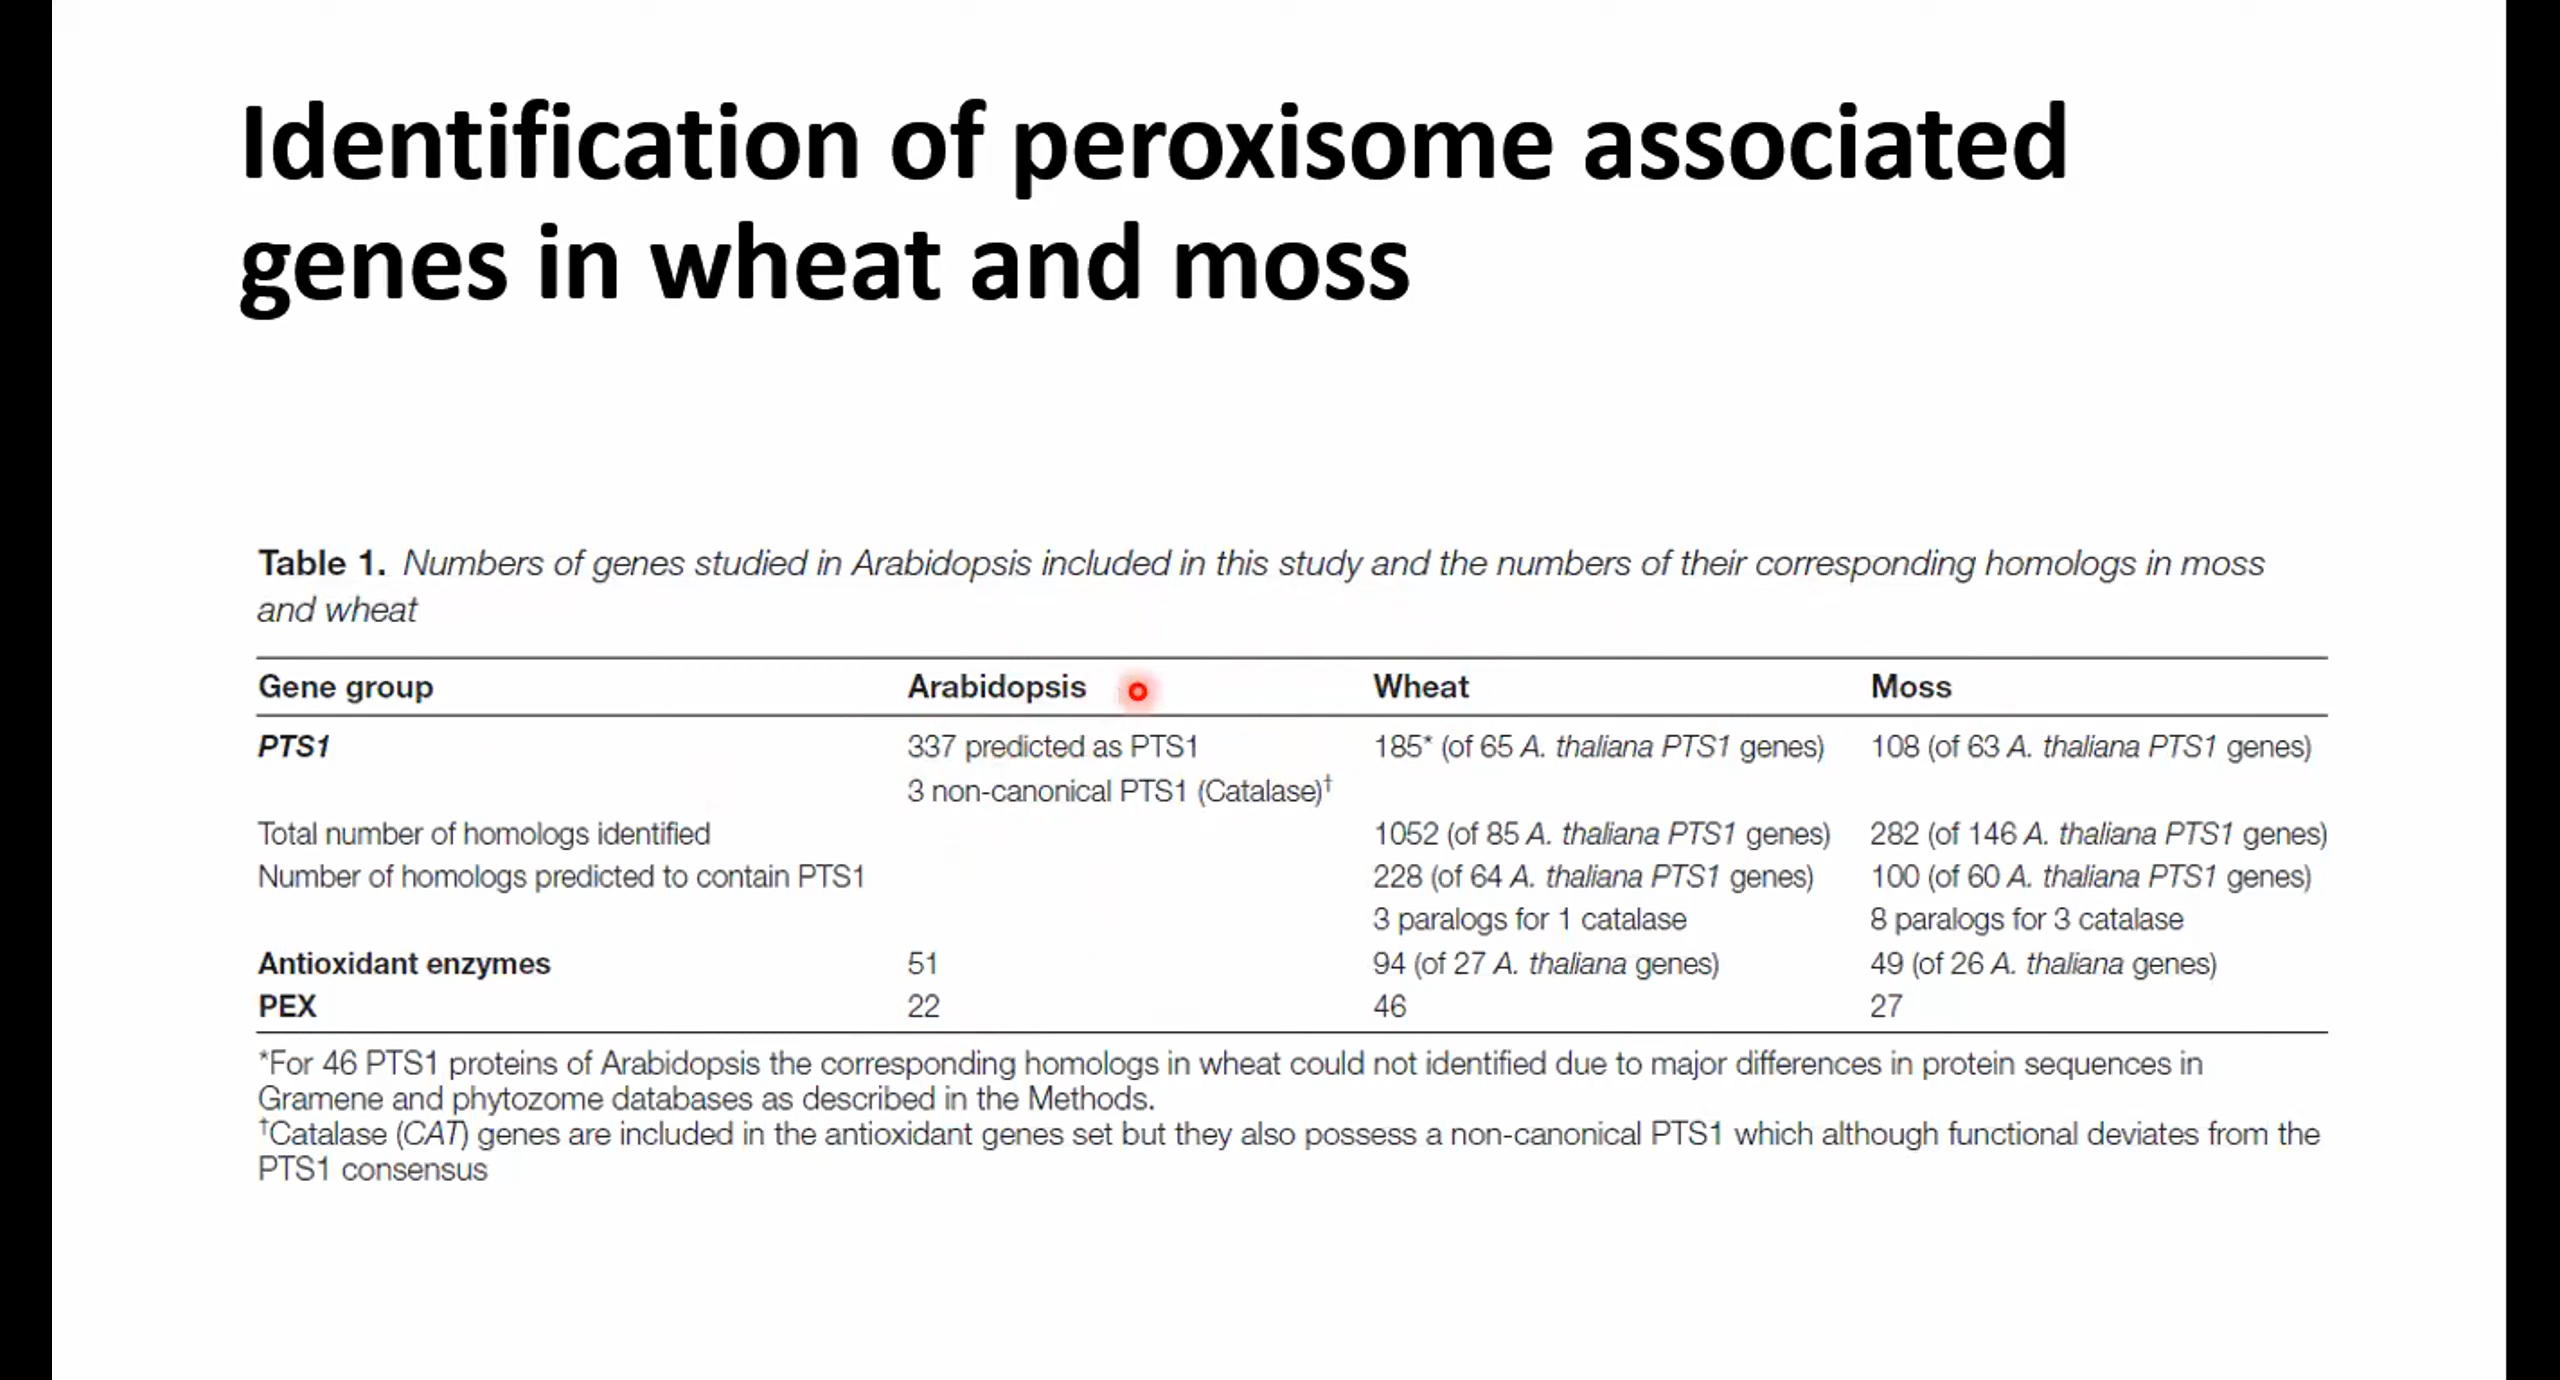 Identification of peroxisome associated
genes in wheat and moss
Table 1. Numbers of genes studied in Arabidopsis included in this study and the numbers of their corresponding homologs in moss
and wheat
Gene group Arabidopsis Wheat Moss
PTS1 337 predicted as PTS1 185* (of 65 A. thaliana PTS1 genes) 108 (of 63 A. thaliana PTS1 genes)
3 non-canonical PTS1 (Catalase)†
Total number of homologs identified 1052 (of 85 A. thaliana PTS1 genes) 282 (of 146 A. thaliana PTS1 genes)
Number of homologs predicted to contain PTS1 228 (of 64 A. thaliana PTS1 genes) 100 (of 60 A. thaliana PTS1 genes)
3 paralogs for 1 catalase 8 paralogs for 3 catalase
Antioxidant enzymes 51 94 (of 27 A. thaliana genes) 49 (of 26 A. thaliana genes)
PEX 22 46 27
*For 46 PTS1 proteins of Arabidopsis the corresponding homologs in wheat could not identified due to major differences in protein sequences in
Gramene and phytozome databases as described in the Methods.
†Catalase (CAT) genes are included in the antioxidant genes set but they also possess a non-canonical PTS1 which although functional deviates from the
PTS1 consensus